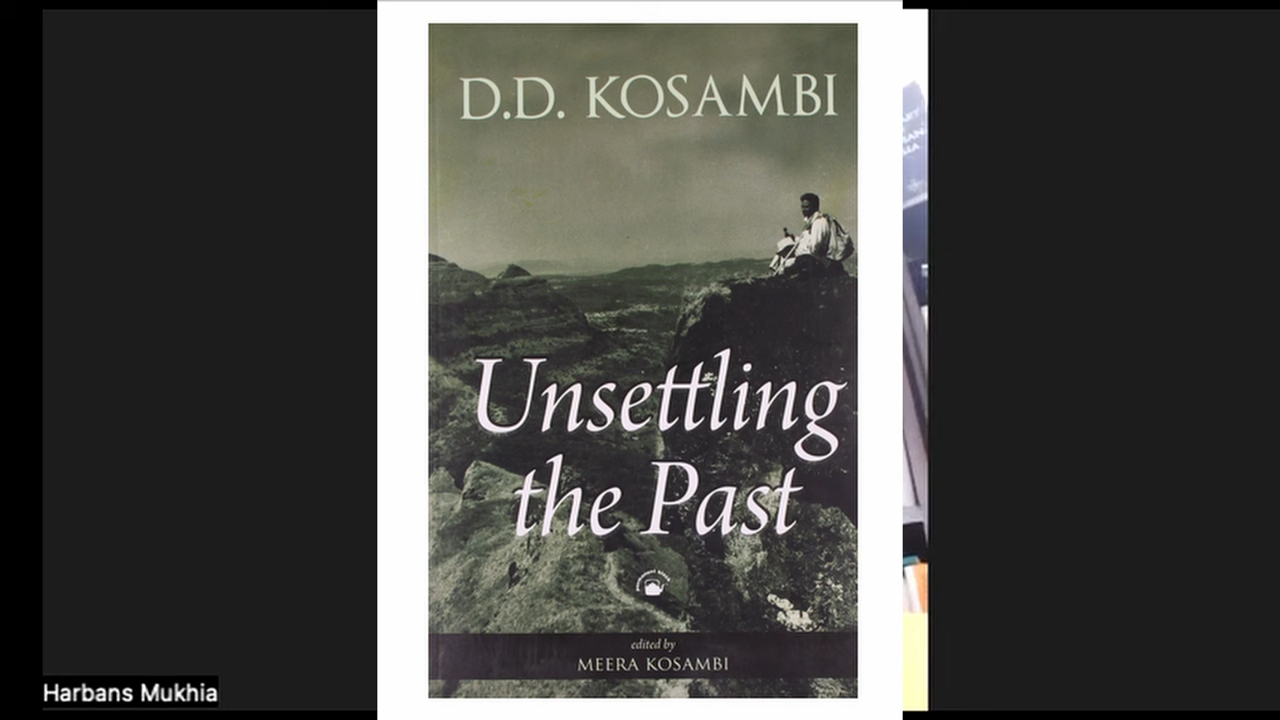 D.D. KOSAMBI
Unsettling
the Past
edited by
MEERA KOSAMBI
Harbans Mukhia